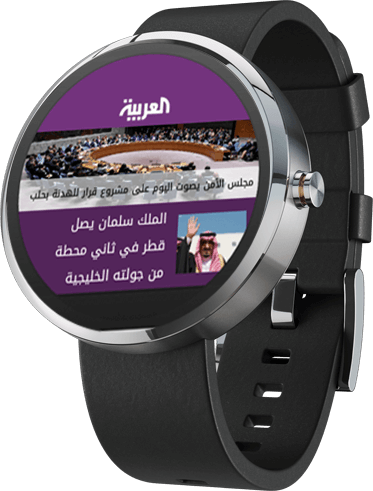 العربية
مجلس الأمن يصوت اليوم على مشروع قرار للهدنة بحلب
الملك سلمان يصل
قطر في ثاني محطة
من جولته الخليجية